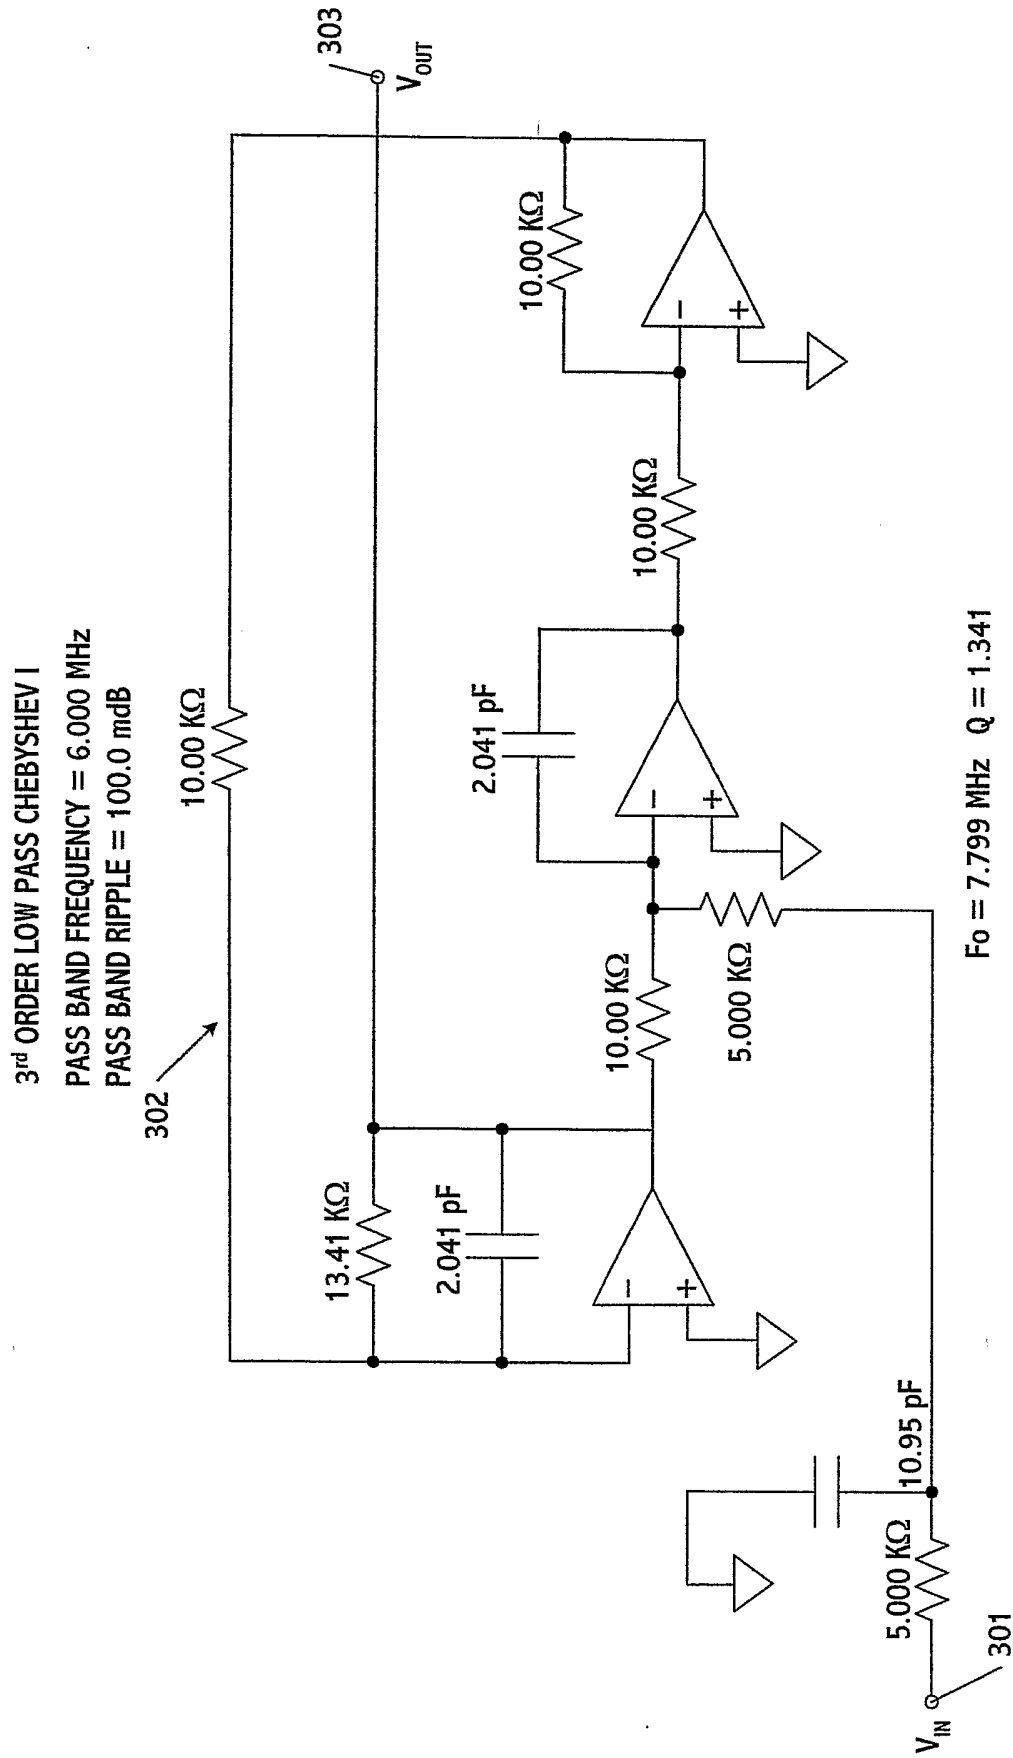 3rd ORDER LOW PASS CHEBYSHEV I
PASS BAND FREQUENCY = 6.000 MHz
PASS BAND RIPPLE = 100.0 mdB
302
10.00 KΩ
303
VOUT
13.41 KΩ
2.041 pF
2.041 pF
10.00 KΩ
10.00 KΩ
10.00 KΩ
5.000 KΩ
−
+
−
+
−
+
10.95 pF
5.000 KΩ
VIN
301
Fo = 7.799 MHz Q = 1.341